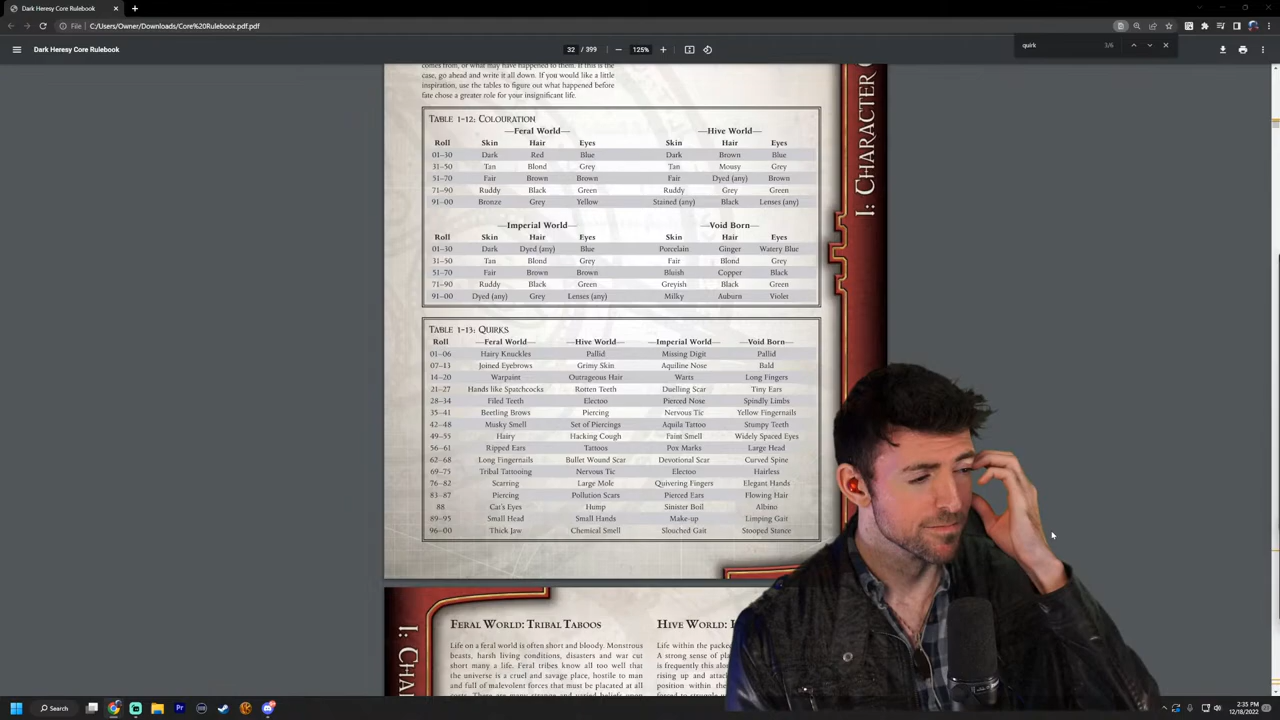 Dark Heresy Core Rulebook
File C:/Users/Owner/Downloads/Core%20Rulebook.pdf.pdf
quirk 3/6
Dark Heresy Core Rulebook 32 / 399 125%
comes from, or what may have happened to them. If this is the
case, go ahead and write it all down. If you would like a little
inspiration, use the tables to figure out what happened before
fate chose a greater role for your insignificant life.
TABLE 1-12: COLOURATION
—Feral World— —Hive World—
Roll Skin Hair Eyes Skin Hair Eyes
01–30 Dark Red Blue Dark Brown Blue
31–50 Tan Blond Grey Tan Mousy Grey
51–70 Fair Brown Brown Fair Dyed (any) Brown
71–90 Ruddy Black Green Ruddy Grey Green
91–00 Bronze Grey Yellow Stained (any) Black Lenses (any)
—Imperial World— —Void Born—
Roll Skin Hair Eyes Skin Hair Eyes
01–30 Dark Dyed (any) Blue Porcelain Ginger Watery Blue
31–50 Tan Blond Grey Fair Blond Grey
51–70 Fair Brown Brown Bluish Copper Black
71–90 Ruddy Black Green Greyish Black Green
91–00 Dyed (any) Grey Lenses (any) Milky Auburn Violet
TABLE 1-13: QUIRKS
Roll —Feral World— —Hive World— —Imperial World— —Void Born—
01–06 Hairy Knuckles Pallid Missing Digit Pallid
07–13 Joined Eyebrows Grimy Skin Aquiline Nose Bald
14–20 Warpaint Outrageous Hair Warts Long Fingers
21–27 Hands like Spatchcocks Rotten Teeth Duelling Scar Tiny Ears
28–34 Filed Teeth Electoo Pierced Nose Spindly Limbs
35–41 Beetling Brows Piercing Nervous Tic Yellow Fingernails
42–48 Musky Smell Set of Piercings Aquila Tattoo Stumpy Teeth
49–55 Hairy Hacking Cough Faint Smell Widely Spaced Eyes
56–61 Ripped Ears Tattoos Pox Marks Large Head
62–68 Long Fingernails Bullet Wound Scar Devotional Scar Curved Spine
69–75 Tribal Tattooing Nervous Tic Electoo Hairless
76–82 Scarring Large Mole Quivering Fingers Elegant Hands
83–87 Piercing Pollution Scars Pierced Ears Flowing Hair
88 Cat's Eyes Hump Sinister Boil Albino
89–95 Small Head Small Hands Make-up Limping Gait
96–00 Thick Jaw Chemical Smell Slouched Gait Stooped Stance
I: CHARACTER
FERAL WORLD: TRIBAL TABOOS
Life on a feral world is often short and bloody. Monstrous
beasts, harsh living conditions, disasters and war cut
short many a life. Feral tribes know all too well that
the universe is a cruel and savage place, hostile to man
and full of malevolent forces that must be placated at all
HIVE WORLD:
Life within the packed
A strong sense of
is frequently this
rising up and
position within the
I: CH
Search
2:35 PM
12/18/2022